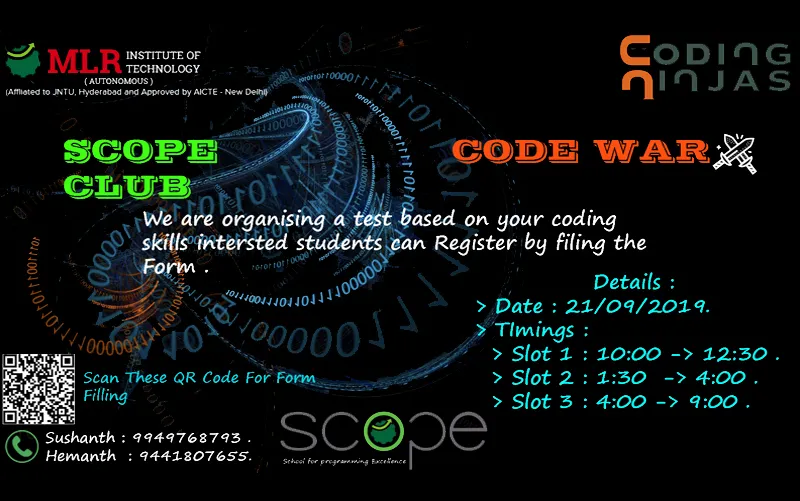 MLR INSTITUTE OF
TECHNOLOGY
( AUTONOMOUS )
(Affliated to JNTU, Hyderabad and Approved by AICTE - New Delhi)
CODING
NINJAS
SCOPE
CLUB
CODE WAR
We are organising a test based on your coding
skills intersted students can Register by filing the
Form .
Details :
> Date : 21/09/2019.
> TImings :
> Slot 1 : 10:00 -> 12:30 .
> Slot 2 : 1:30 -> 4:00 .
> Slot 3 : 4:00 -> 9:00 .
Scan These QR Code For Form
Filling
Sushanth : 9949768793 .
Hemanth : 9441807655.
scope
School for programming Excellence